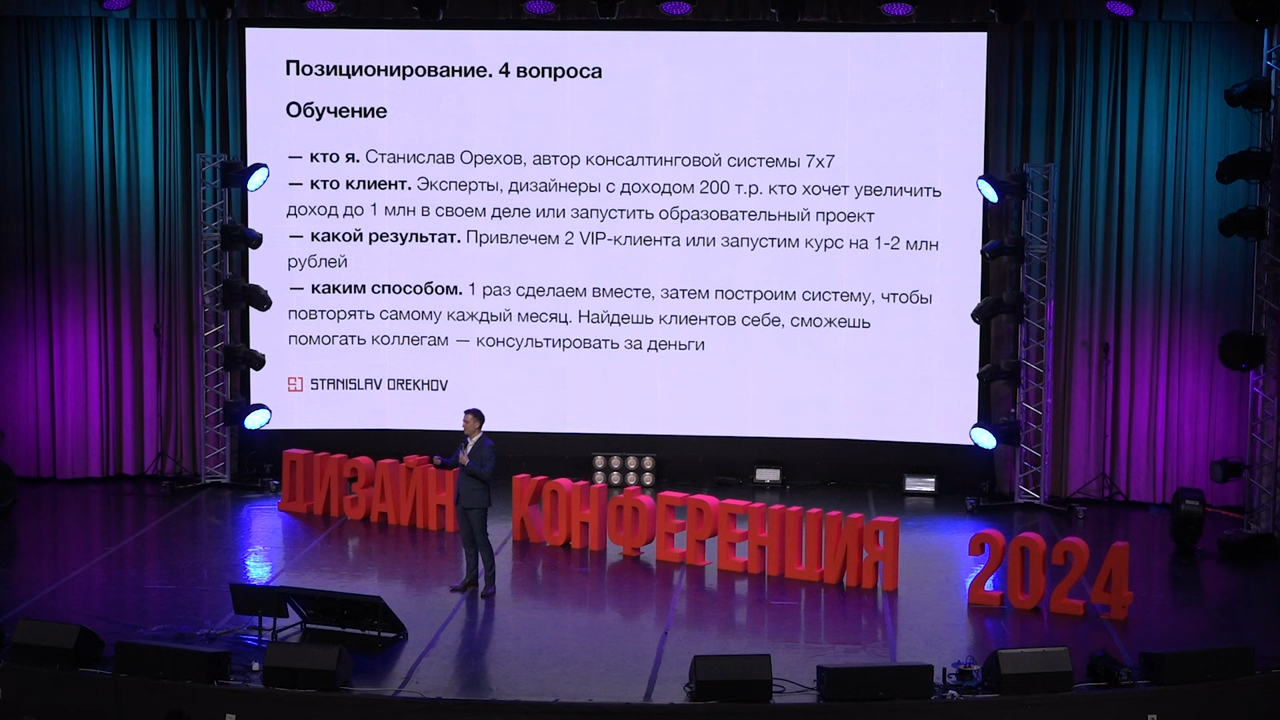 Позиционирование. 4 вопроса
Обучение
— кто я. Станислав Орехов, автор консалтинговой системы 7х7
— кто клиент. Эксперты, дизайнеры с доходом 200 т.р. кто хочет увеличить
доход до 1 млн в своем деле или запустить образовательный проект
— какой результат. Привлечем 2 VIP-клиента или запустим курс на 1-2 млн
рублей
— каким способом. 1 раз сделаем вместе, затем построим систему, чтобы
повторять самому каждый месяц. Найдешь клиентов себе, сможешь
помогать коллегам — консультировать за деньги
STANISLAV OREKHOV
ДИЗАЙН КОНФЕРЕНЦИЯ 2024